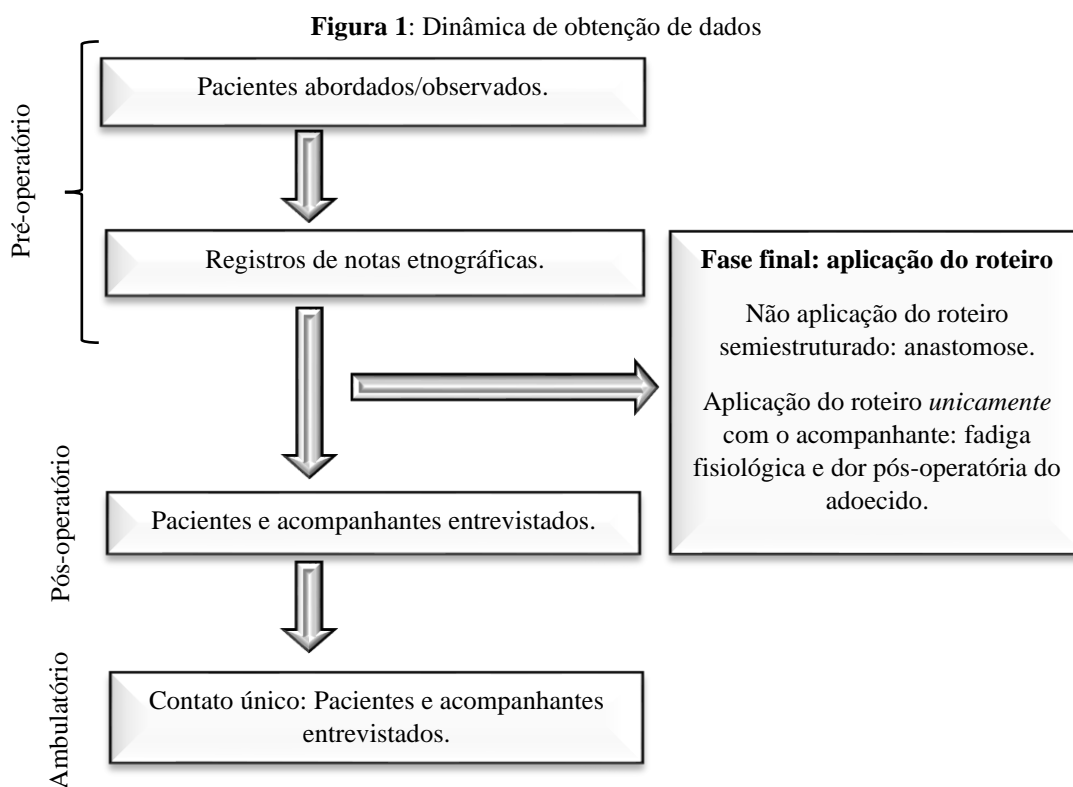 Figura 1: Dinâmica de obtenção de dados
Pré-operatório
Pacientes abordados/observados.
Registros de notas etnográficas.
Fase final: aplicação do roteiro
Não aplicação do roteiro
semiestruturado: anastomose.
Aplicação do roteiro unicamente
com o acompanhante: fadiga
fisiológica e dor pós-operatória do
adoecido.
Pós-operatório
Pacientes e acompanhantes entrevistados.
Ambulatório
Contato único: Pacientes e acompanhantes
entrevistados.